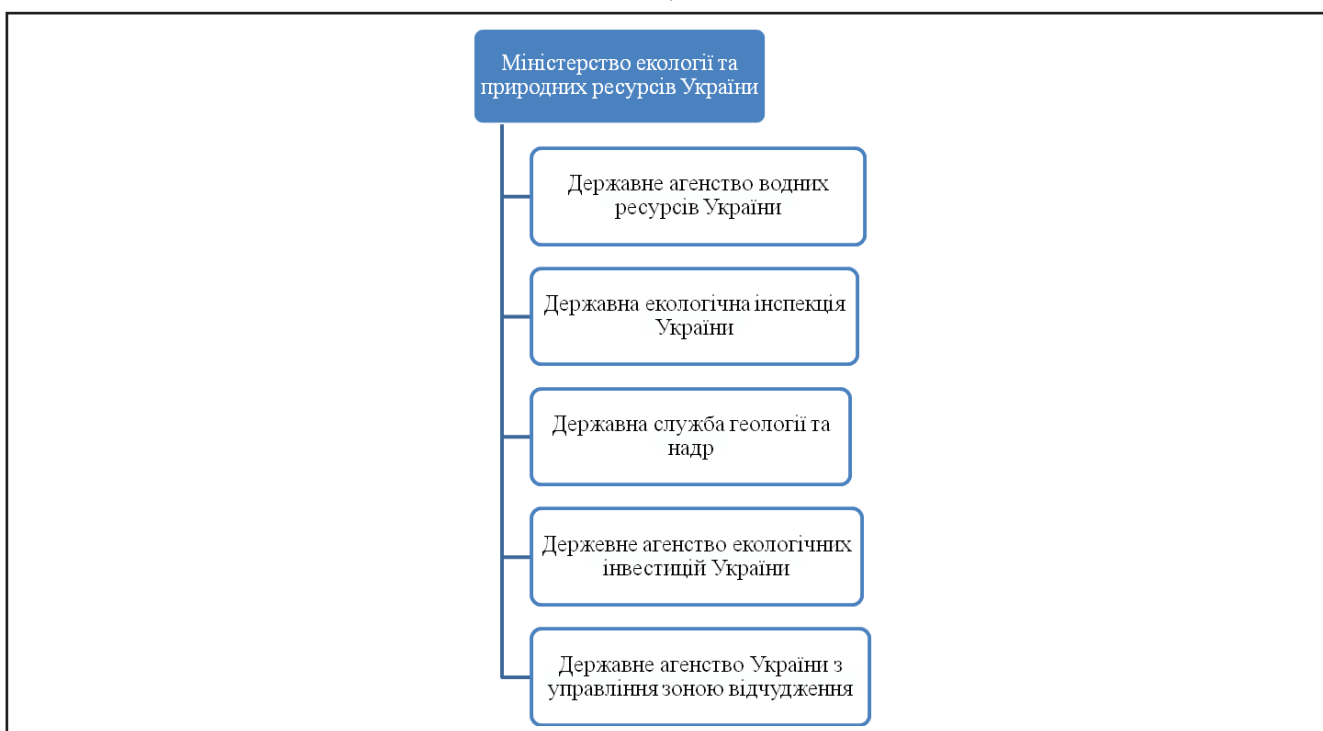 Міністерство екології та
природних ресурсів України
Державне агенство водних
ресурсів України
Державна екологічна інспекція
України
Державна служба геології та
надр
Держевне агенство екологічних
інвестицій України
Державне агенство України з
управління зоною відчудження